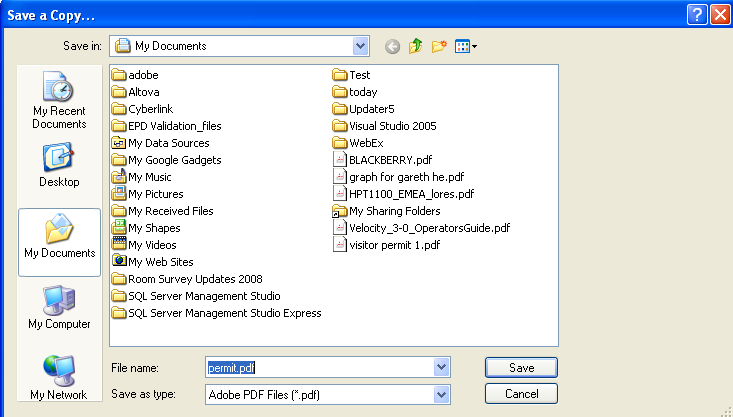 Save a Copy...
Save in: My Documents
My Recent
Documents
Desktop
My Documents
My Computer
My Network
adobe
Altova
Cyberlink
EPD Validation_files
My Data Sources
My Google Gadgets
My Music
My Pictures
My Received Files
My Shapes
My Videos
My Web Sites
Room Survey Updates 2008
SQL Server Management Studio
SQL Server Management Studio Express
Test
today
Updater5
Visual Studio 2005
WebEx
BLACKBERRY.pdf
graph for gareth he.pdf
HPT1100_EMEA_lores.pdf
My Sharing Folders
Velocity_3-0_OperatorsGuide.pdf
visitor permit 1.pdf
File name: permit.pdf Save
Save as type: Adobe PDF Files (*.pdf) Cancel